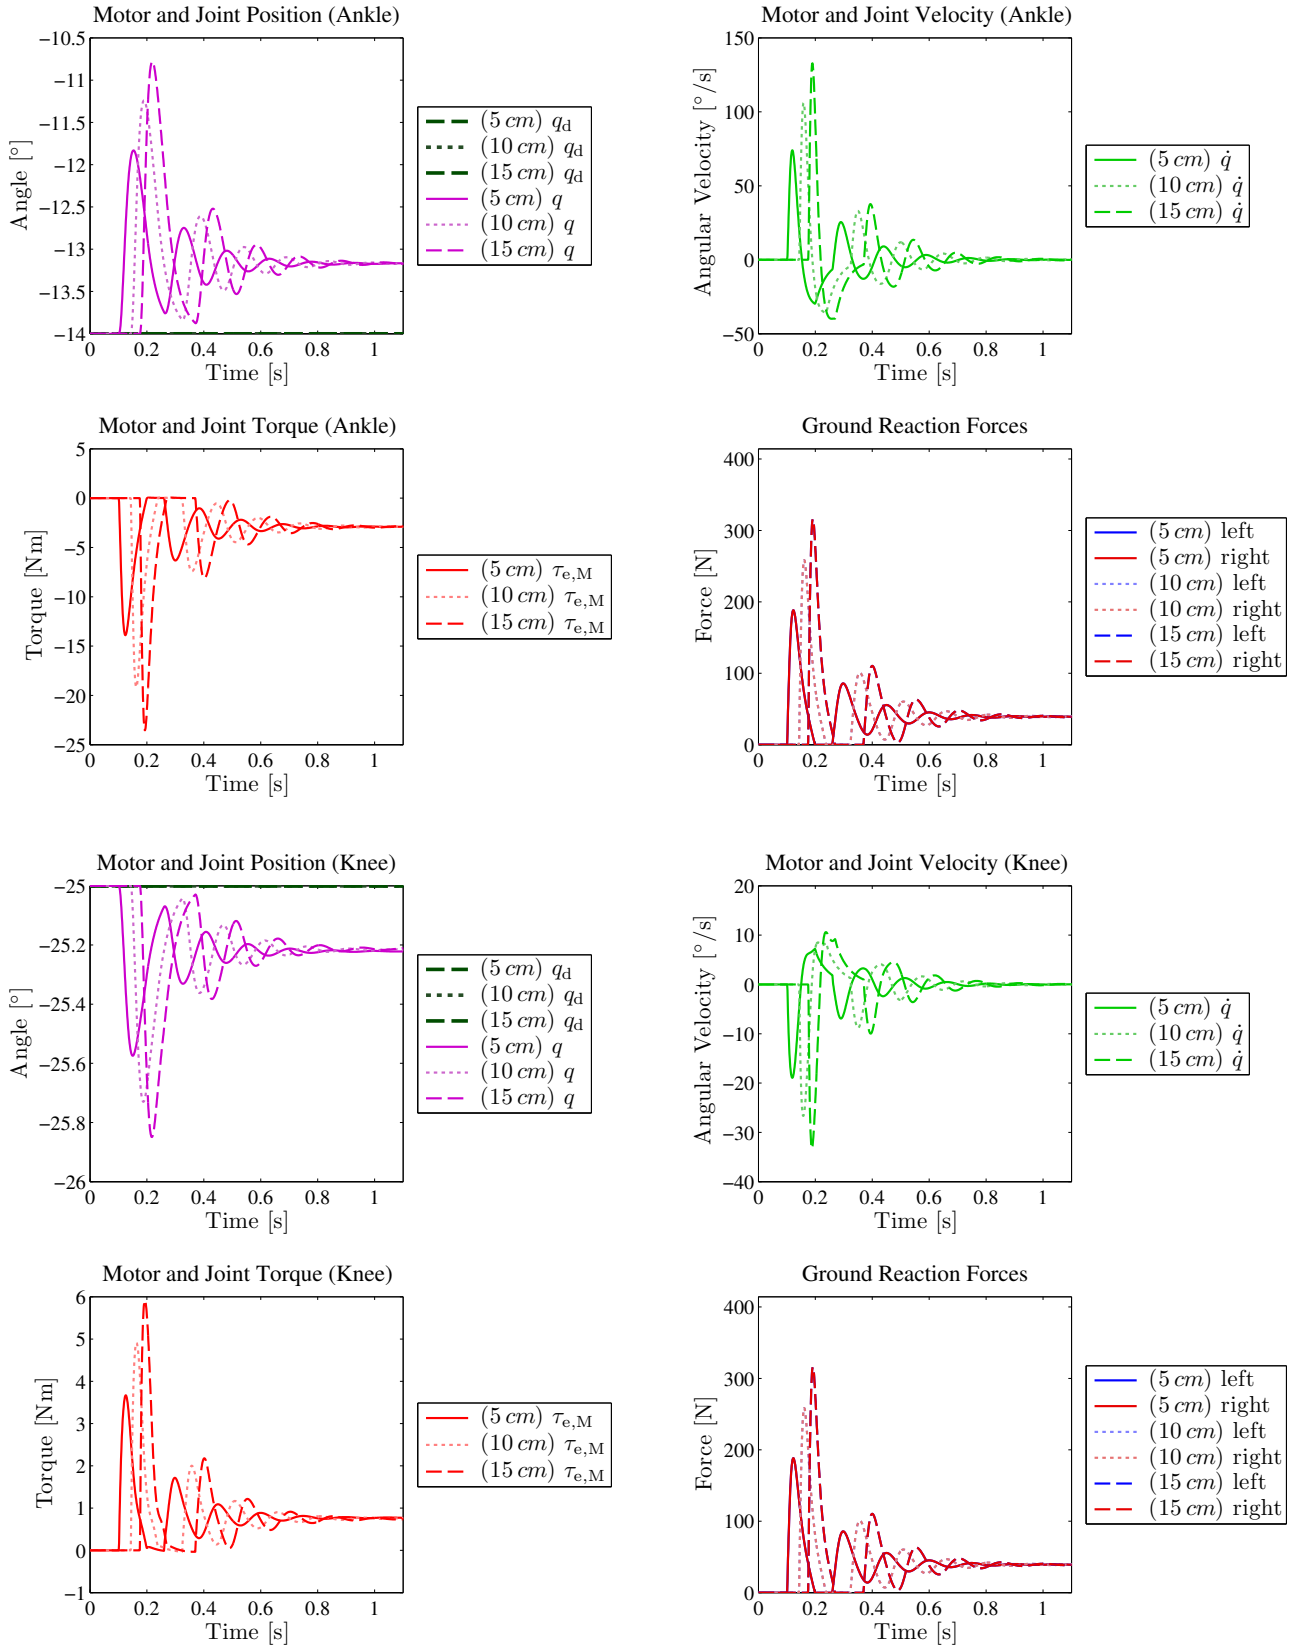 Motor and Joint Position (Ankle)
−10.5
−11
−11.5
−12
−12.5
−13
−13.5
−14
Angle [°]
0 0.2 0.4 0.6 0.8 1
Time [s]
(5 cm) q_d
(10 cm) q_d
(15 cm) q_d
(5 cm) q
(10 cm) q
(15 cm) q
Motor and Joint Velocity (Ankle)
150
100
50
0
−50
Angular Velocity [°/s]
0 0.2 0.4 0.6 0.8 1
Time [s]
(5 cm) q̇
(10 cm) q̇
(15 cm) q̇
Motor and Joint Torque (Ankle)
5
0
−5
−10
−15
−20
−25
Torque [Nm]
0 0.2 0.4 0.6 0.8 1
Time [s]
(5 cm) τ_e,M
(10 cm) τ_e,M
(15 cm) τ_e,M
Ground Reaction Forces
400
300
200
100
0
Force [N]
0 0.2 0.4 0.6 0.8 1
Time [s]
(5 cm) left
(5 cm) right
(10 cm) left
(10 cm) right
(15 cm) left
(15 cm) right
Motor and Joint Position (Knee)
−25
−25.2
−25.4
−25.6
−25.8
−26
Angle [°]
0 0.2 0.4 0.6 0.8 1
Time [s]
(5 cm) q_d
(10 cm) q_d
(15 cm) q_d
(5 cm) q
(10 cm) q
(15 cm) q
Motor and Joint Velocity (Knee)
20
10
0
−10
−20
−30
−40
Angular Velocity [°/s]
0 0.2 0.4 0.6 0.8 1
Time [s]
(5 cm) q̇
(10 cm) q̇
(15 cm) q̇
Motor and Joint Torque (Knee)
6
5
4
3
2
1
0
−1
Torque [Nm]
0 0.2 0.4 0.6 0.8 1
Time [s]
(5 cm) τ_e,M
(10 cm) τ_e,M
(15 cm) τ_e,M
Ground Reaction Forces
400
300
200
100
0
Force [N]
0 0.2 0.4 0.6 0.8 1
Time [s]
(5 cm) left
(5 cm) right
(10 cm) left
(10 cm) right
(15 cm) left
(15 cm) right